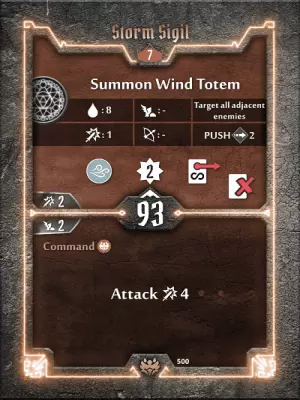 Storm Sigil
7
Summon Wind Totem
: 8
: -
Target all adjacent
enemies
: 1
: -
PUSH 2
2
S
2
93
2
Command
Attack 4
500